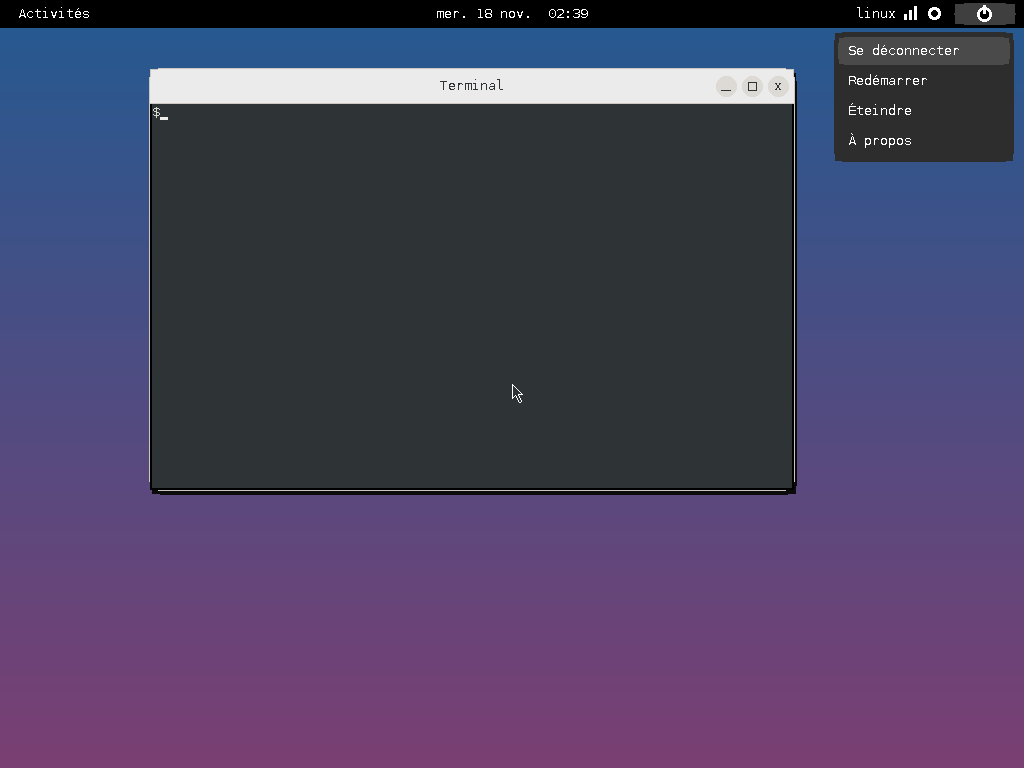 Activités
mer. 18 nov.  02:39
linux
Se déconnecter
Redémarrer
Éteindre
À propos
Terminal
$